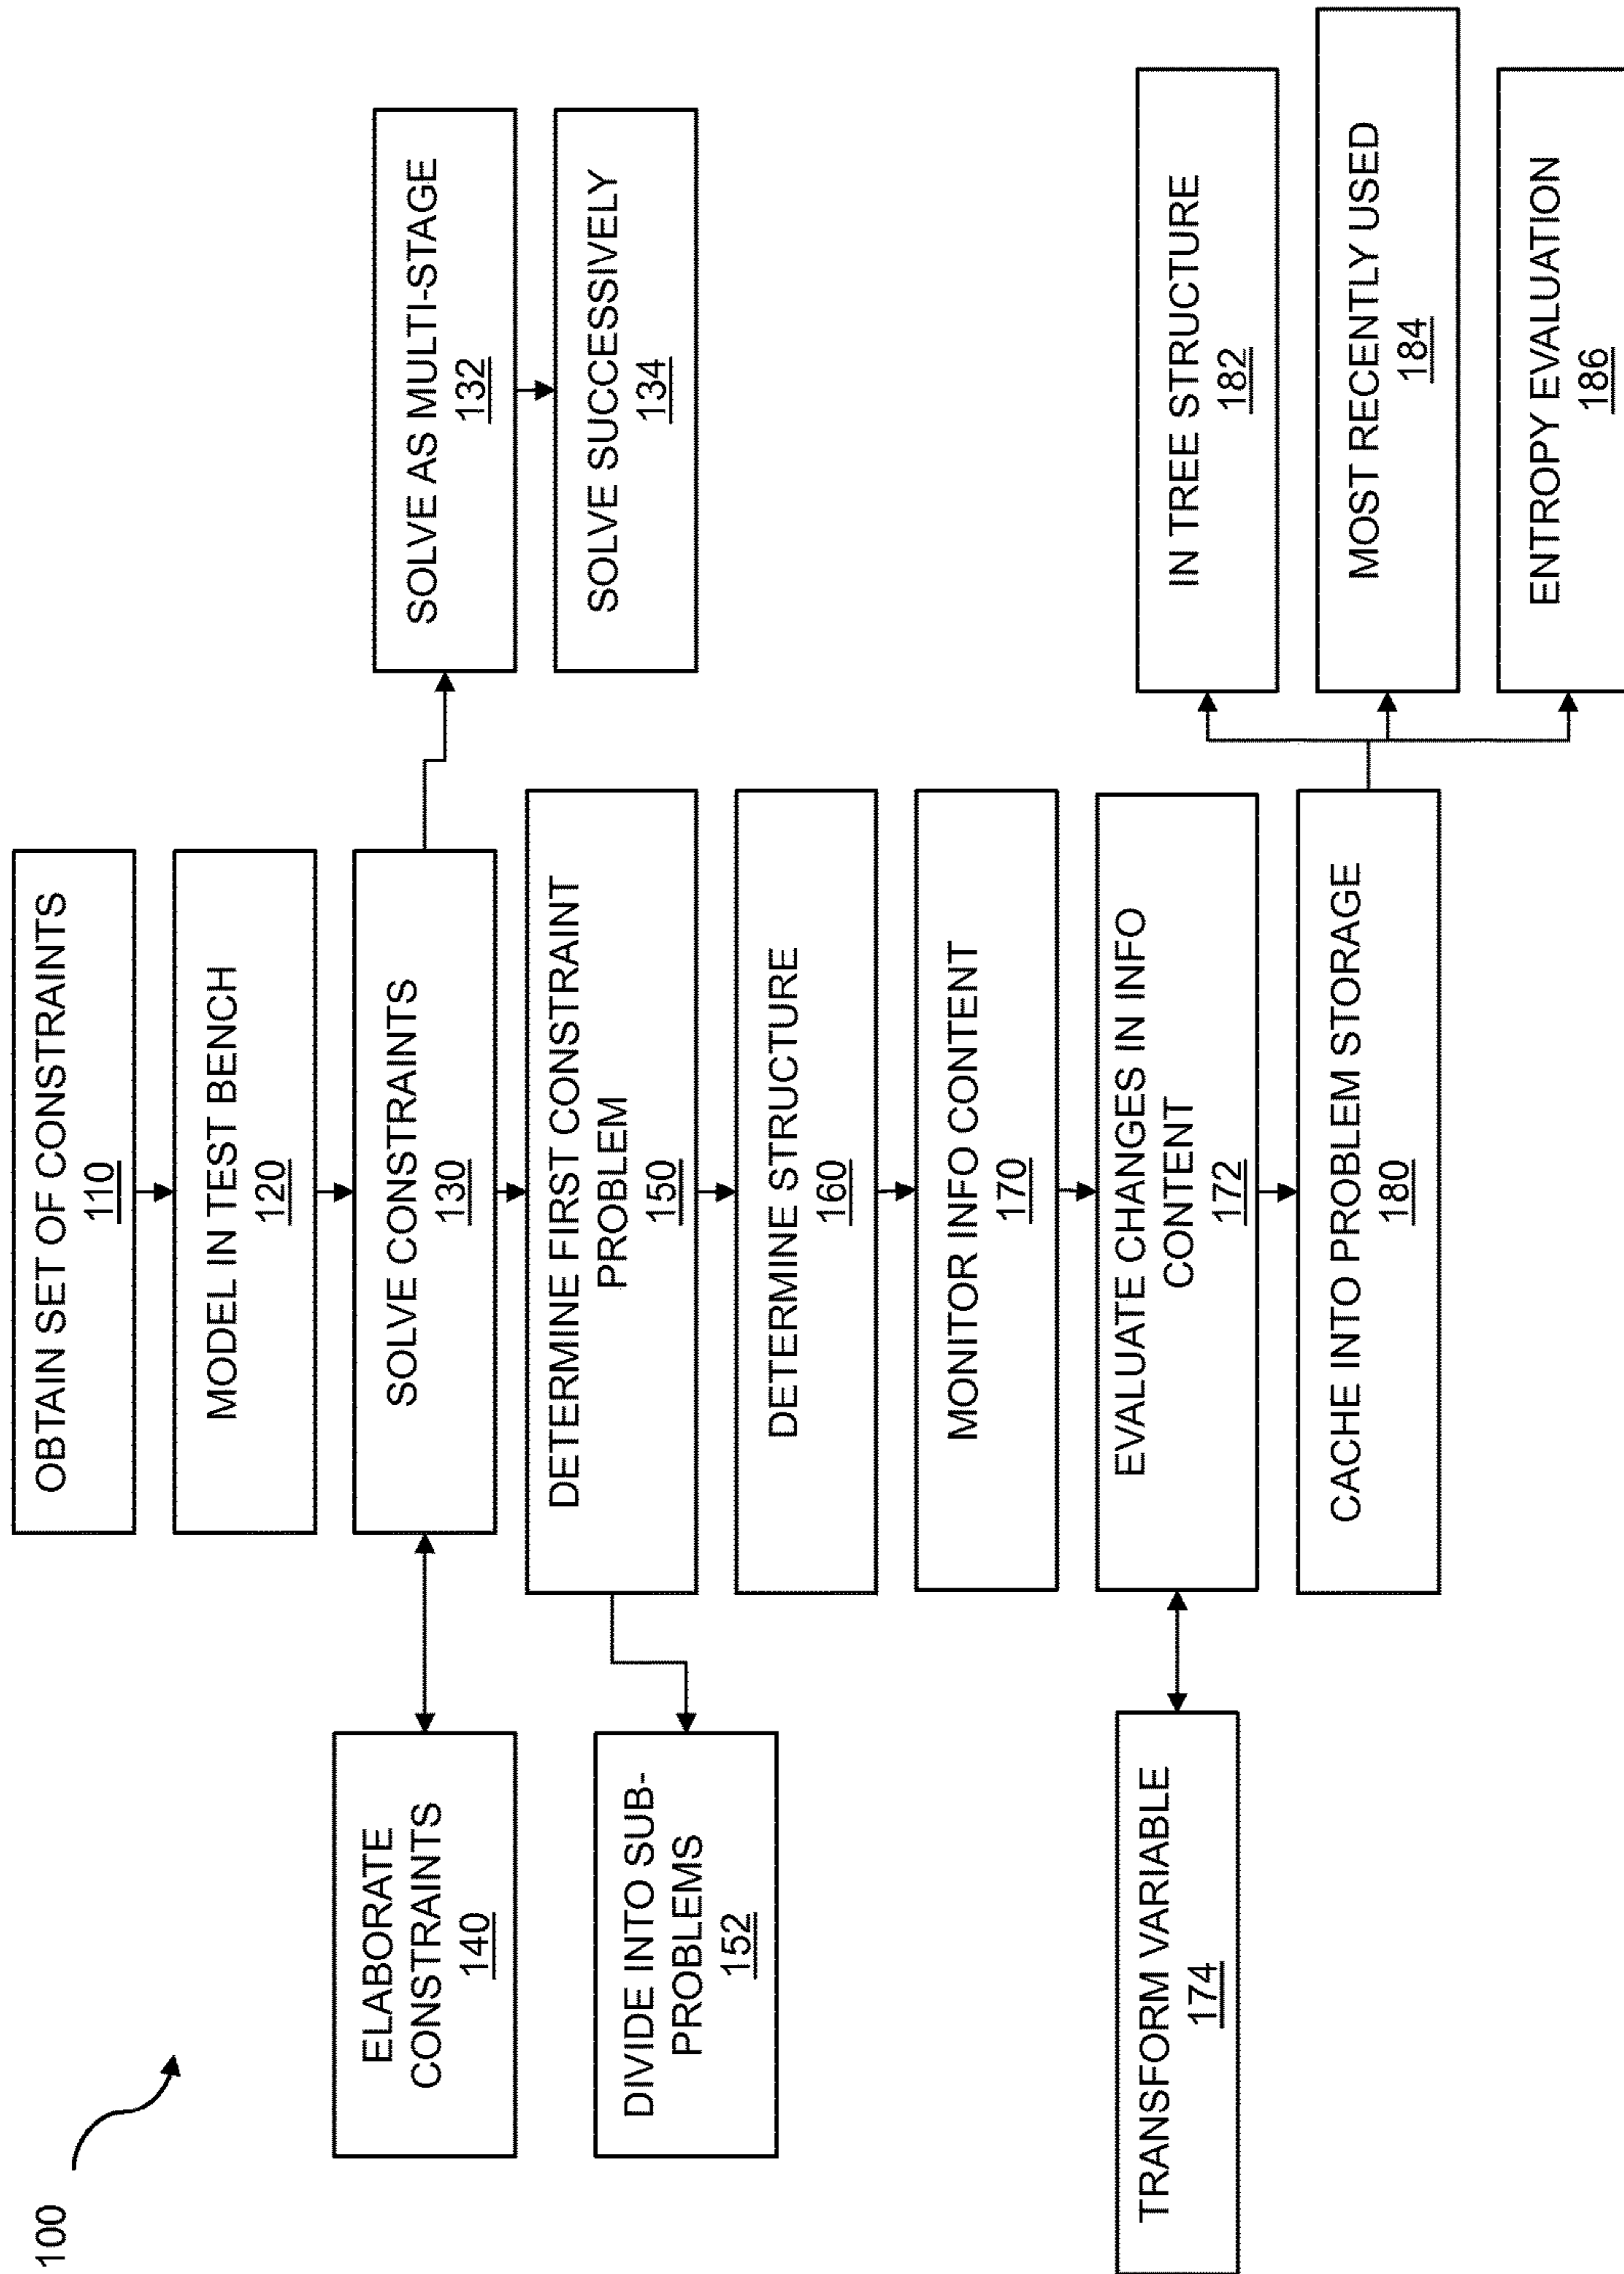 100
OBTAIN SET OF CONSTRAINTS
110
MODEL IN TEST BENCH
120
SOLVE CONSTRAINTS
130
ELABORATE
CONSTRAINTS
140
SOLVE AS MULTI-STAGE
132
SOLVE SUCCESSIVELY
134
DETERMINE FIRST CONSTRAINT
PROBLEM
150
DIVIDE INTO SUB-
PROBLEMS
152
DETERMINE STRUCTURE
160
MONITOR INFO CONTENT
170
EVALUATE CHANGES IN INFO
CONTENT
172
TRANSFORM VARIABLE
174
CACHE INTO PROBLEM STORAGE
180
IN TREE STRUCTURE
182
MOST RECENTLY USED
184
ENTROPY EVALUATION
186